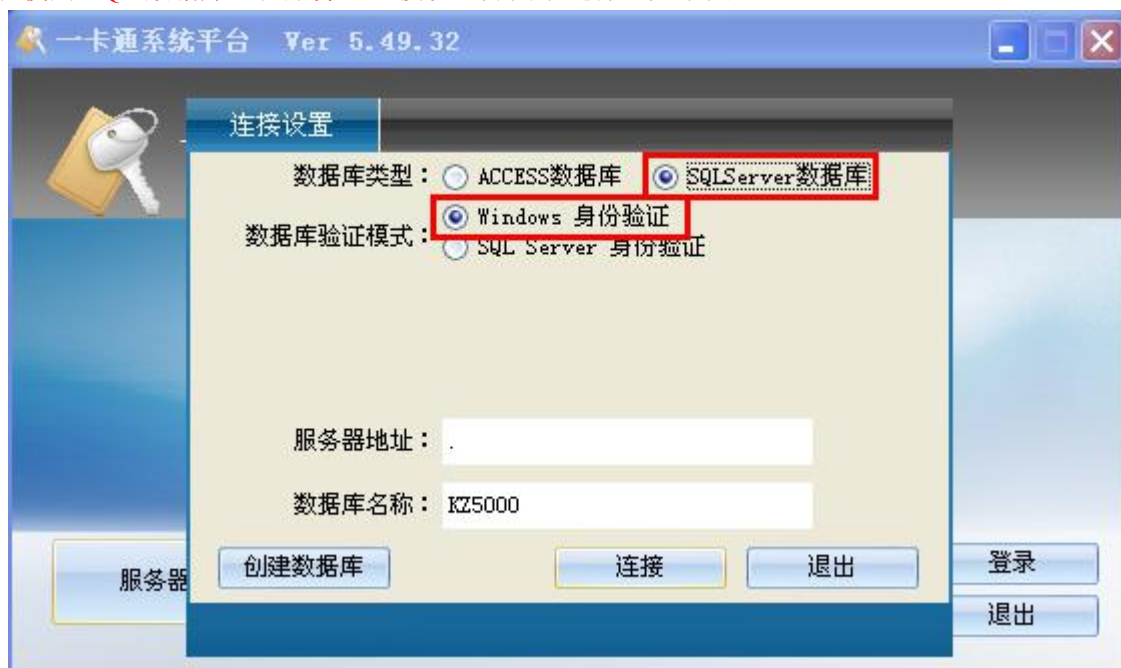 一卡通系统平台 Ver 5.49.32
连接设置
数据库类型： ACCESS数据库 SQLServer数据库
Windows 身份验证
数据库验证模式：
SQL Server 身份验证
服务器地址： .
数据库名称： KZ5000
创建数据库 连接 退出 登录
服务器
退出